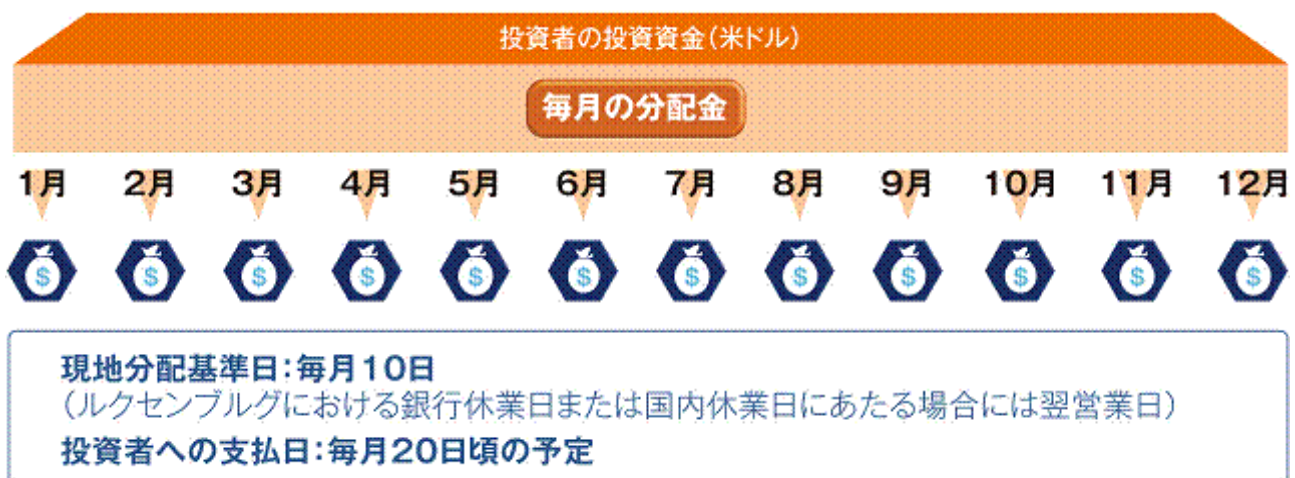 投資者の投資資金(米ドル)
毎月の分配金
1月 2月 3月 4月 5月 6月 7月 8月 9月 10月 11月 12月
$ $ $ $ $ $ $ $ $ $ $ $
現地分配基準日:毎月10日
(ルクセンブルグにおける銀行休業日または国内休業日にあたる場合には翌営業日)
投資者への支払日:毎月20日頃の予定